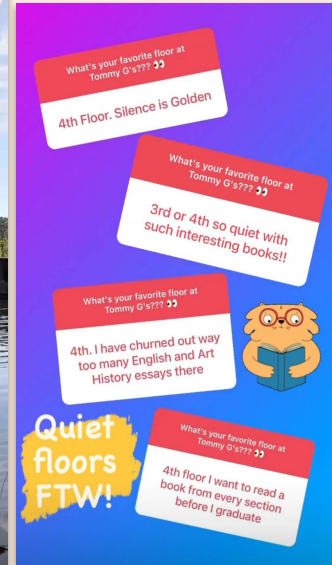 What's your favorite floor at
Tommy G's??? 👀
4th Floor. Silence is Golden
What's your favorite floor at
Tommy G's??? 👀
3rd or 4th so quiet with
such interesting books!!
What's your favorite floor at
Tommy G's??? 👀
4th. I have churned out way
too many English and Art
History essays there
Quiet
floors
FTW!
What's your favorite floor at
Tommy G's??? 👀
4th floor I want to read a
book from every section
before I graduate